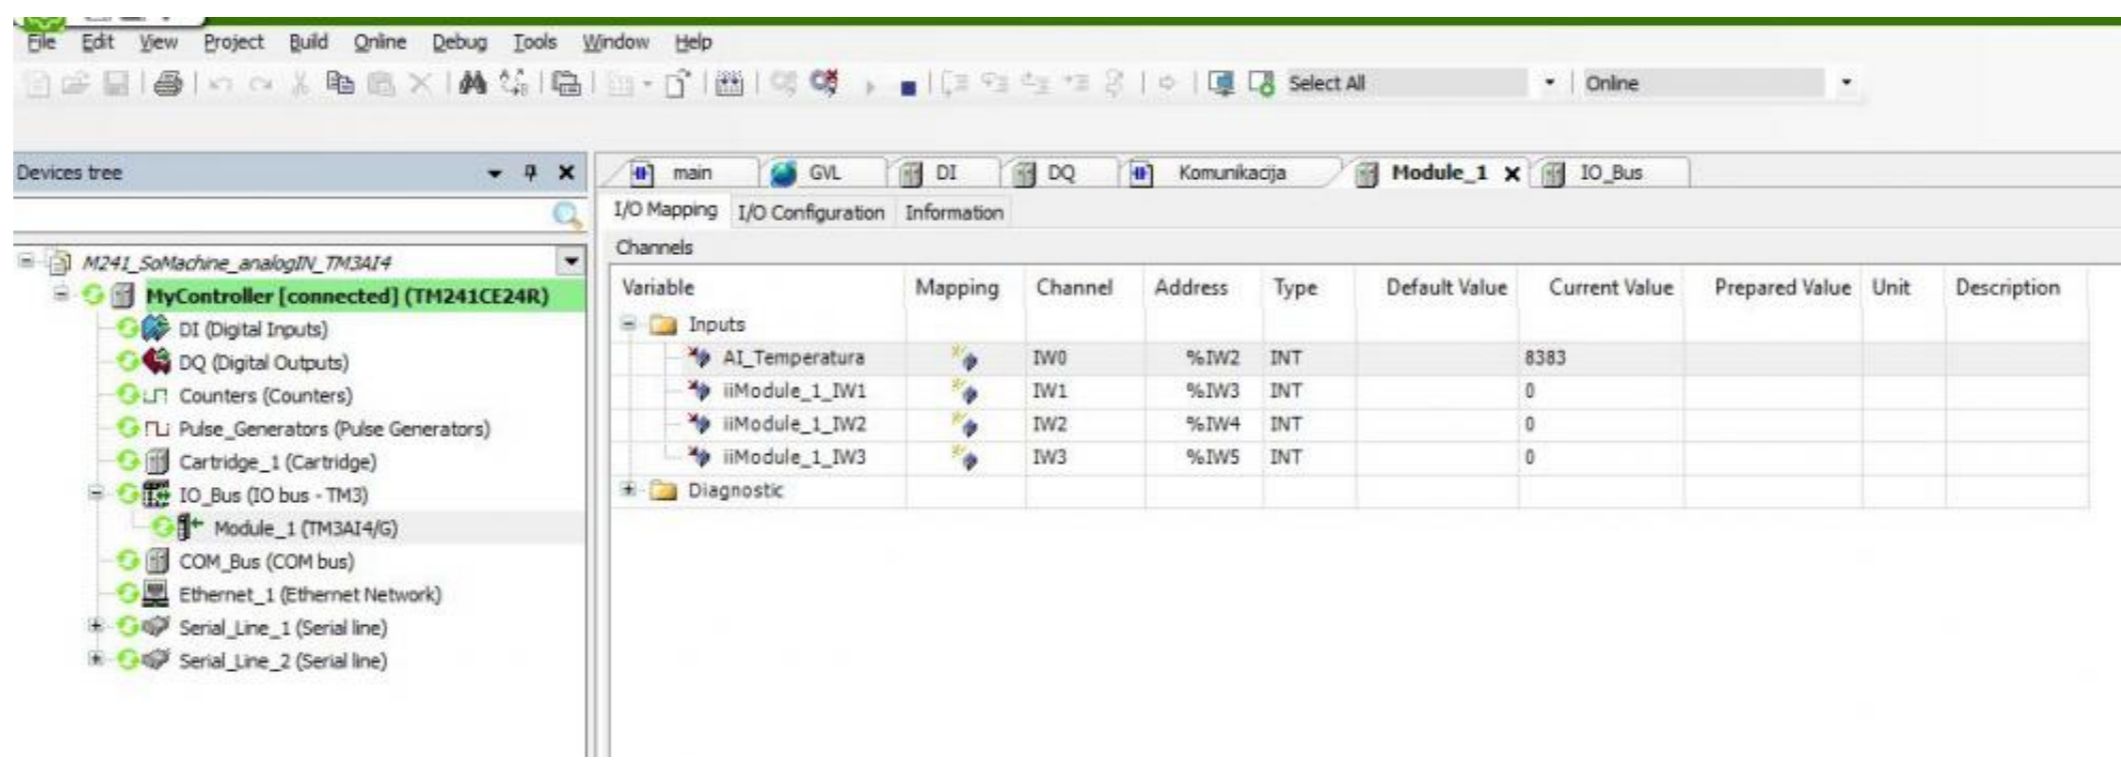 File Edit View Project Build Online Debug Tools Window Help
Select All Online
Devices tree
main GVL DI DQ Komunikacija Module_1 IO_Bus
I/O Mapping I/O Configuration Information
Channels
M241_SoMachine_analogIN_TM3AI4
MyController [connected] (TM241CE24R)
DI (Digital Inputs)
DQ (Digital Outputs)
Counters (Counters)
Pulse_Generators (Pulse Generators)
Cartridge_1 (Cartridge)
IO_Bus (IO bus - TM3)
Module_1 (TM3AI4/G)
COM_Bus (COM bus)
Ethernet_1 (Ethernet Network)
Serial_Line_1 (Serial line)
Serial_Line_2 (Serial line)
Variable Mapping Channel Address Type Default Value Current Value Prepared Value Unit Description
Inputs
AI_Temperatura IW0 %IW2 INT 8383
iiModule_1_IW1 IW1 %IW3 INT 0
iiModule_1_IW2 IW2 %IW4 INT 0
iiModule_1_IW3 IW3 %IW5 INT 0
Diagnostic